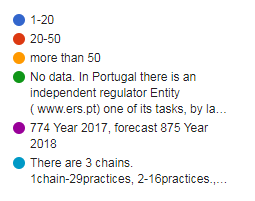 1-20
20-50
more than 50
No data. In Portugal there is an
independent regulator Entity
( www.ers.pt) one of its tasks, by la…
774 Year 2017, forecast 875 Year
2018
There are 3 chains.
1chain-29practices, 2-16practices.,…